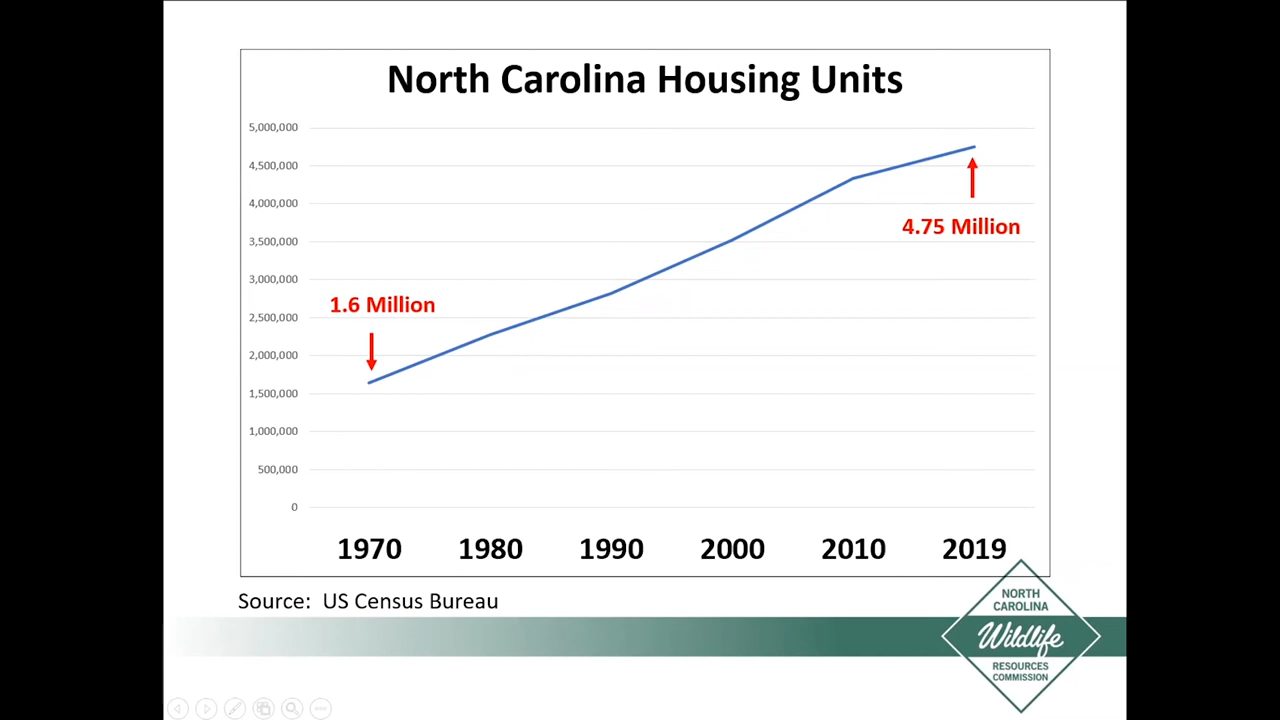 North Carolina Housing Units
5,000,000
4,500,000
4,000,000
3,500,000
3,000,000
2,500,000
2,000,000
1,500,000
1,000,000
500,000
0
1.6 Million
4.75 Million
1970 1980 1990 2000 2010 2019
Source: US Census Bureau
NORTH
CAROLINA
Wildlife
RESOURCES
COMMISSION